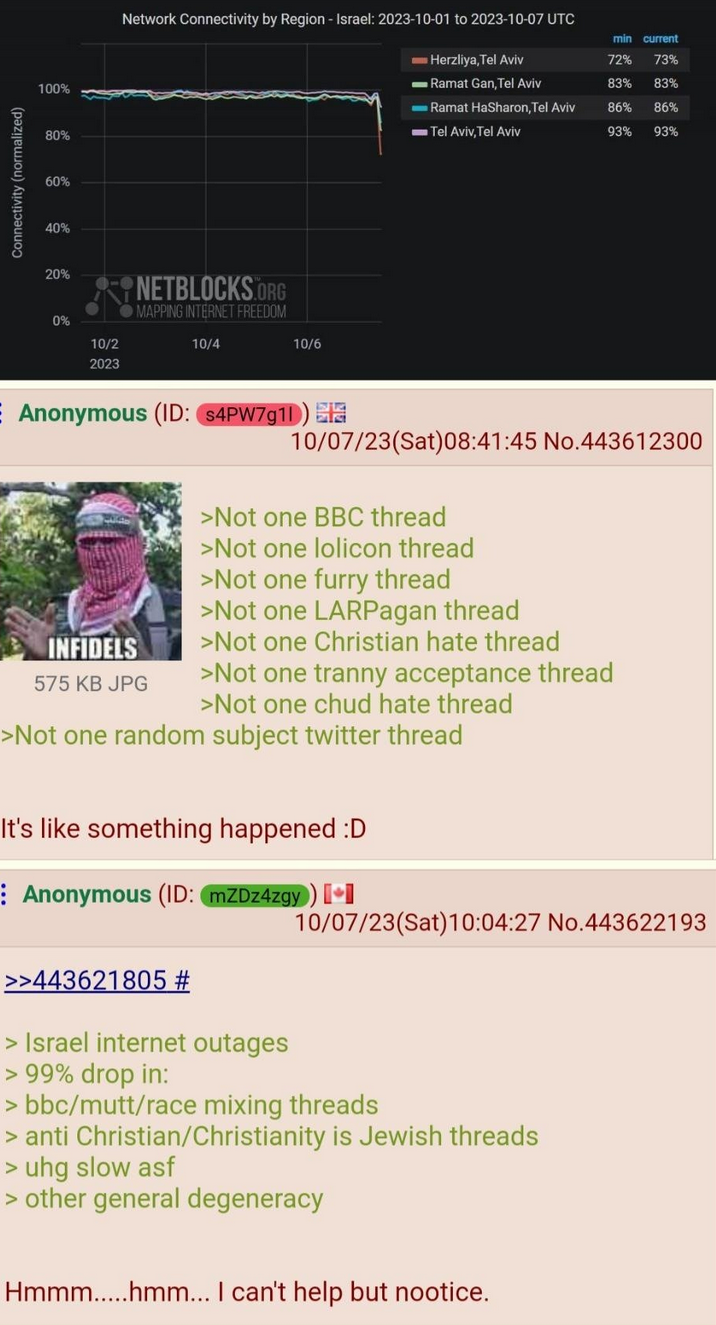 Network Connectivity by Region - Israel: 2023-10-01 to 2023-10-07 UTC
min current
Herzliya,Tel Aviv 72% 73%
Ramat Gan,Tel Aviv 83% 83%
Ramat HaSharon,Tel Aviv 86% 86%
Tel Aviv,Tel Aviv 93% 93%
Connectivity (normalized)
100%
80%
60%
40%
20%
0%
NETBLOCKS.ORG
MAPPING INTERNET FREEDOM
10/2 10/4 10/6
2023
Anonymous (ID: s4PW7g1l)
10/07/23(Sat)08:41:45 No.443612300
INFIDELS
575 KB JPG
>Not one BBC thread
>Not one lolicon thread
>Not one furry thread
>Not one LARPagan thread
>Not one Christian hate thread
>Not one tranny acceptance thread
>Not one chud hate thread
>Not one random subject twitter thread
It's like something happened :D
Anonymous (ID: mZDz4zgy)
10/07/23(Sat)10:04:27 No.443622193
>>443621805 #
> Israel internet outages
> 99% drop in:
> bbc/mutt/race mixing threads
> anti Christian/Christianity is Jewish threads
> uhg slow asf
> other general degeneracy
Hmmm.....hmm... I can't help but nootice.